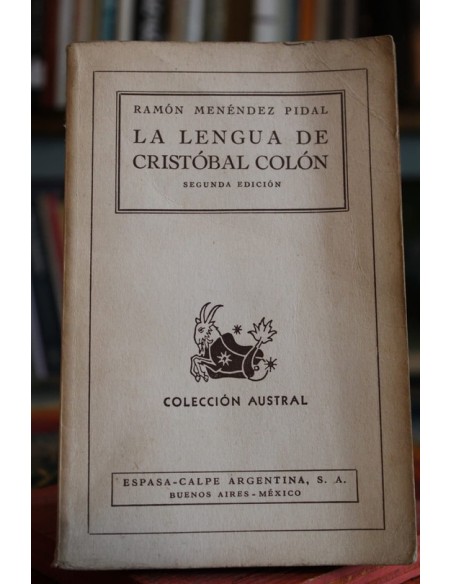 RAMÓN MENÉNDEZ PIDAL
LA LENGUA DE
CRISTÓBAL COLÓN
SEGUNDA EDICIÓN
COLECCIÓN AUSTRAL
ESPASA-CALPE ARGENTINA, S. A.
BUENOS AIRES - MÉXICO